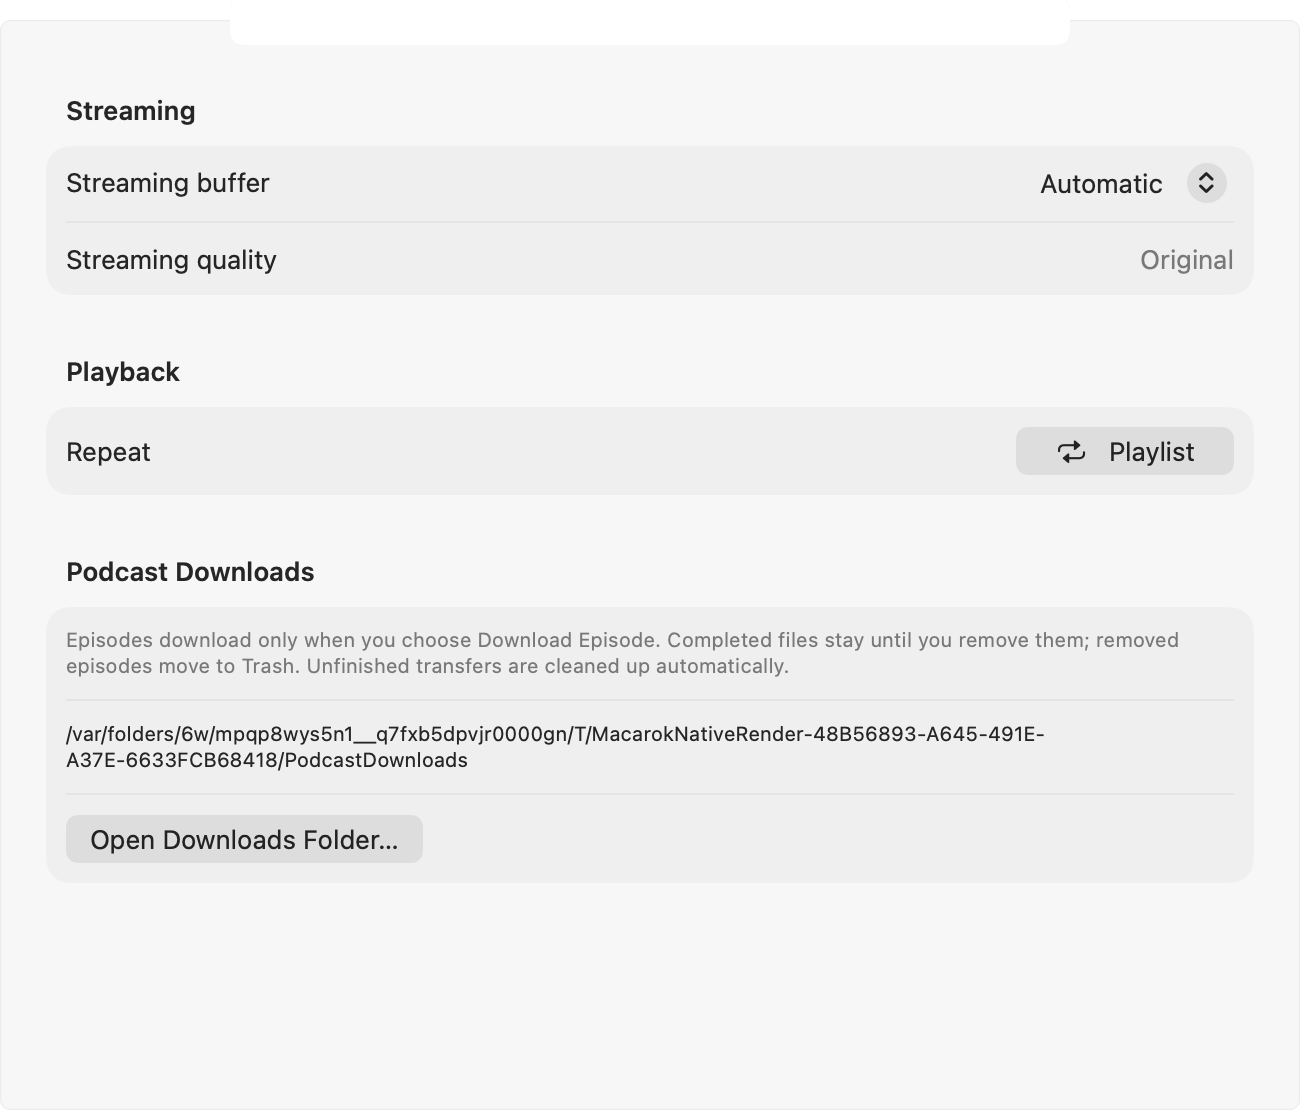 Streaming
Streaming buffer
Automatic
Streaming quality
Original
Playback
Repeat
Playlist
Podcast Downloads
Episodes download only when you choose Download Episode. Completed files stay until you remove them; removed
episodes move to Trash. Unfinished transfers are cleaned up automatically.
/var/folders/6w/mpqp8wys5n1__q7fxb5dpvjr0000gn/T/MacarokNativeRender-48B56893-A645-491E-
A37E-6633FCB68418/PodcastDownloads
Open Downloads Folder...